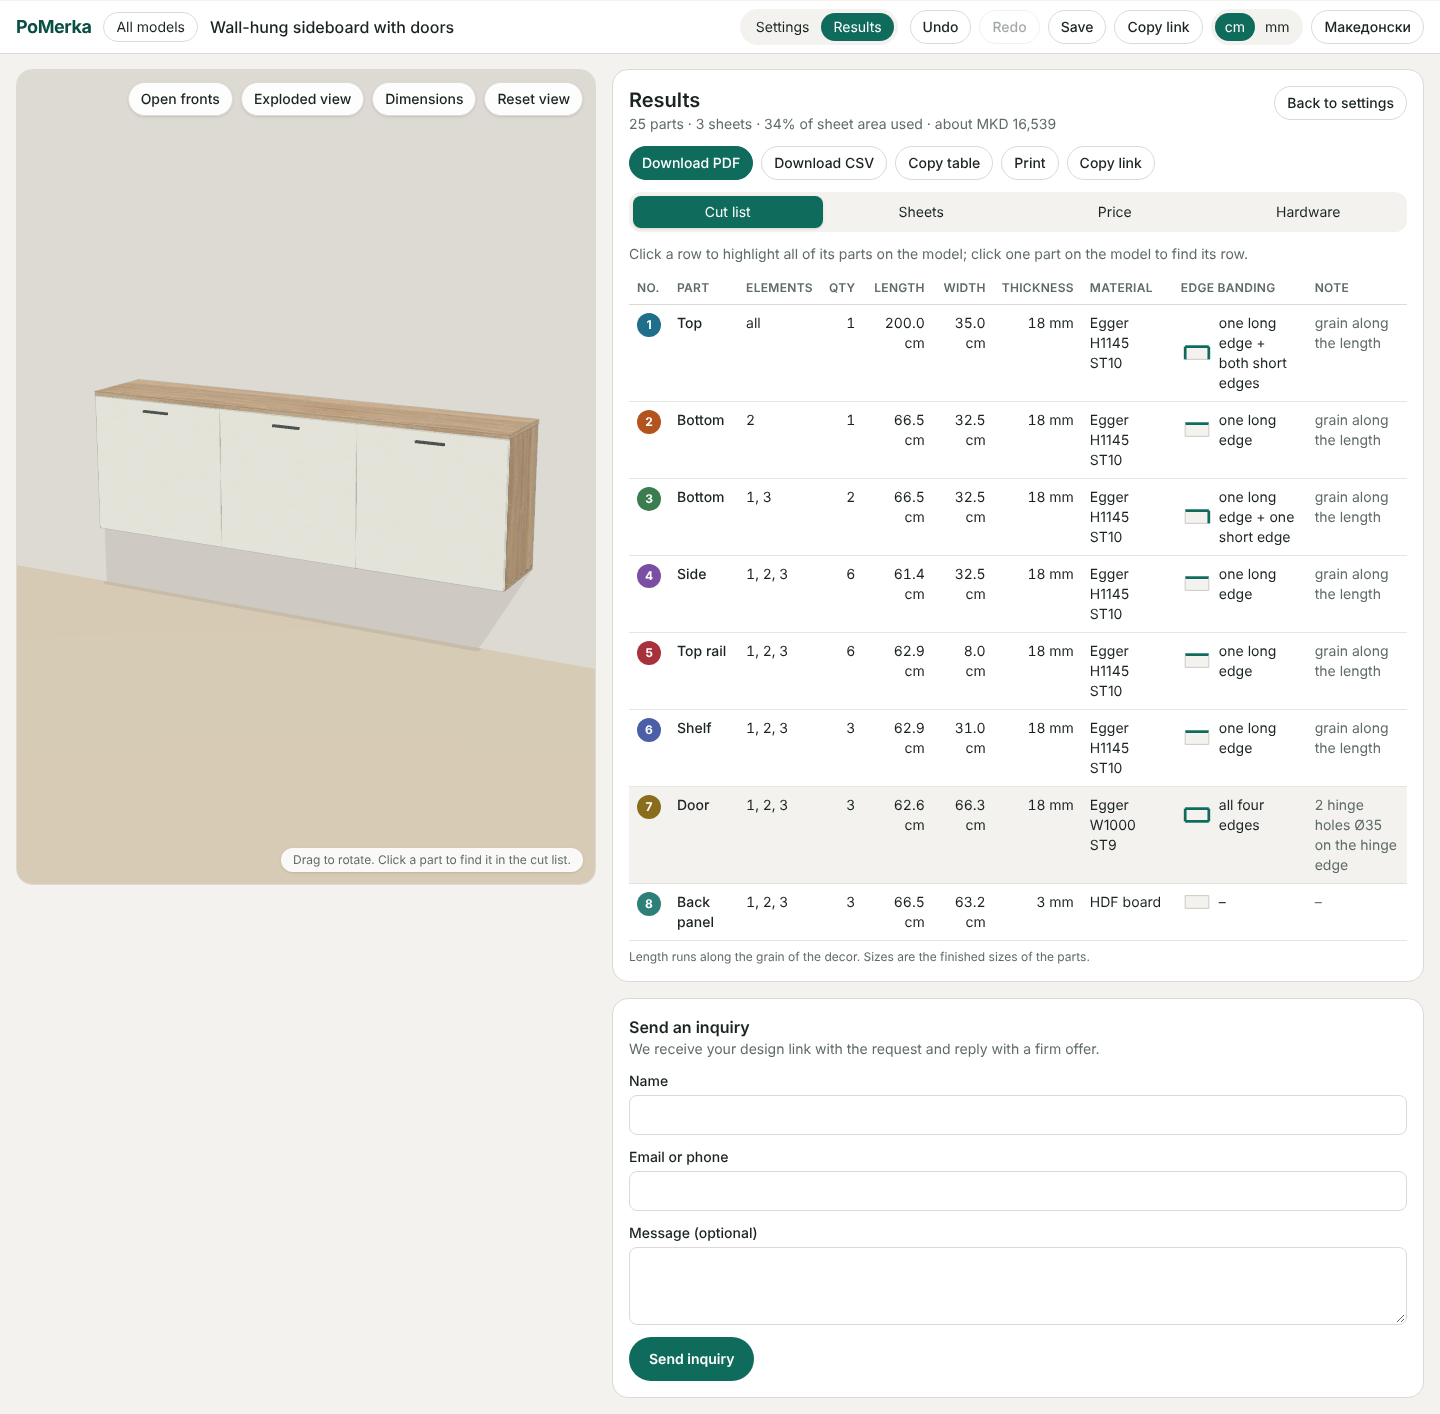 PoMerka All models Wall-hung sideboard with doors Settings Results Undo Redo Save Copy link cm mm Македонски
Open fronts Exploded view Dimensions Reset view
Drag to rotate. Click a part to find it in the cut list.
Results
25 parts · 3 sheets · 34% of sheet area used · about MKD 16,539
Back to settings
Download PDF Download CSV Copy table Print Copy link
Cut list Sheets Price Hardware
Click a row to highlight all of its parts on the model; click one part on the model to find its row.
NO. PART ELEMENTS QTY LENGTH WIDTH THICKNESS MATERIAL EDGE BANDING NOTE
1 Top all 1 200.0 cm 35.0 cm 18 mm Egger H1145 ST10 one long edge + both short edges grain along the length
2 Bottom 2 1 66.5 cm 32.5 cm 18 mm Egger H1145 ST10 one long edge grain along the length
3 Bottom 1, 3 2 66.5 cm 32.5 cm 18 mm Egger H1145 ST10 one long edge + one short edge grain along the length
4 Side 1, 2, 3 6 61.4 cm 32.5 cm 18 mm Egger H1145 ST10 one long edge grain along the length
5 Top rail 1, 2, 3 6 62.9 cm 8.0 cm 18 mm Egger H1145 ST10 one long edge grain along the length
6 Shelf 1, 2, 3 3 62.9 cm 31.0 cm 18 mm Egger H1145 ST10 one long edge grain along the length
7 Door 1, 2, 3 3 62.6 cm 66.3 cm 18 mm Egger W1000 ST9 all four edges 2 hinge holes Ø35 on the hinge edge
8 Back panel 1, 2, 3 3 66.5 cm 63.2 cm 3 mm HDF board – –
Length runs along the grain of the decor. Sizes are the finished sizes of the parts.
Send an inquiry
We receive your design link with the request and reply with a firm offer.
Name
Email or phone
Message (optional)
Send inquiry